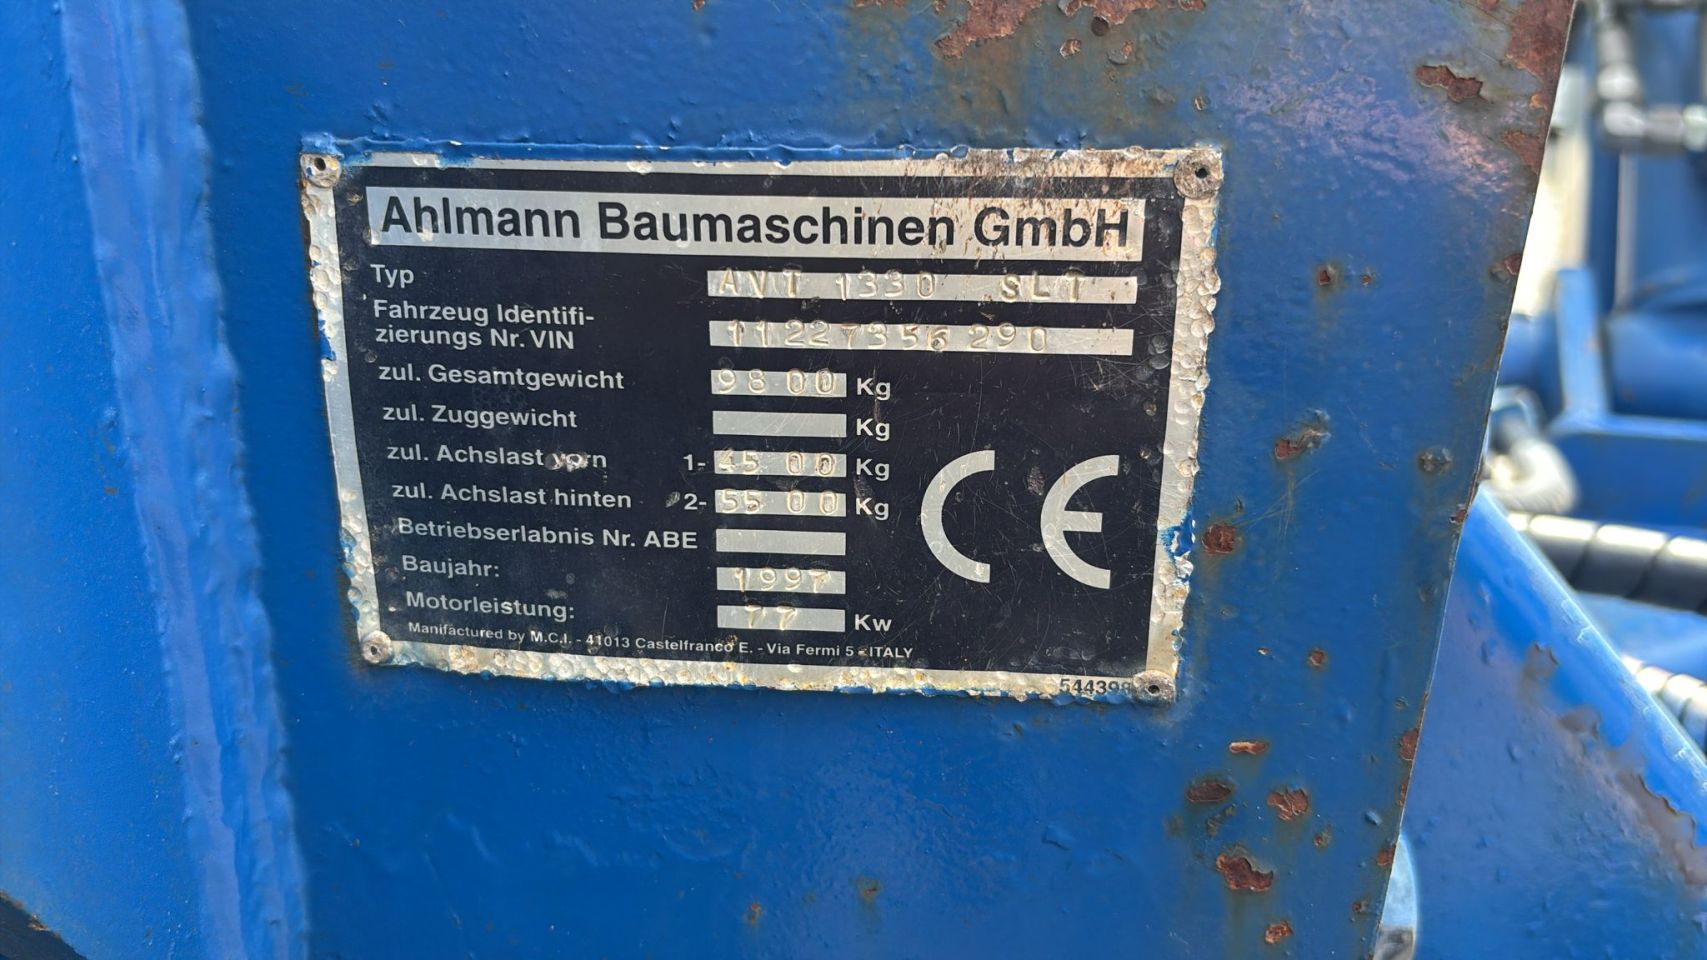 Ahlmann Baumaschinen GmbH
Typ AVT 1330 SLT
Fahrzeug Identifi-
zierungs Nr. VIN 11227356290
zul. Gesamtgewicht 9800 Kg
zul. Zuggewicht Kg
zul. Achslast vorn 1- 4500 Kg
zul. Achslast hinten 2- 5500 Kg
Betriebserlabnis Nr. ABE
Baujahr: 1997
Motorleistung: 77 Kw
Manifactured by M.C.I. - 41013 Castelfranco E. - Via Fermi 5 - ITALY
CE